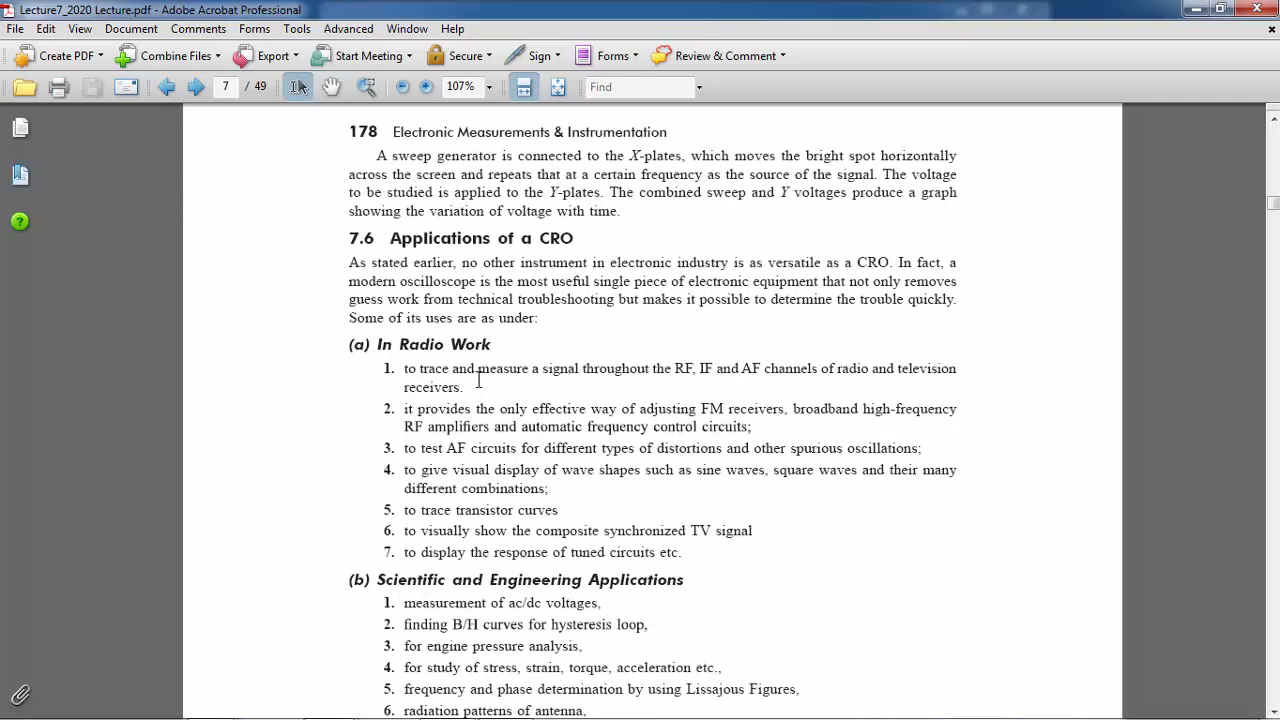 Lecture7_2020 Lecture.pdf - Adobe Acrobat Professional
File Edit View Document Comments Forms Tools Advanced Window Help
Create PDF Combine Files Export Start Meeting Secure Sign Forms Review & Comment
7 / 49 107% Find
178 Electronic Measurements & Instrumentation
A sweep generator is connected to the X-plates, which moves the bright spot horizontally
across the screen and repeats that at a certain frequency as the source of the signal. The voltage
to be studied is applied to the Y-plates. The combined sweep and Y voltages produce a graph
showing the variation of voltage with time.
7.6 Applications of a CRO
As stated earlier, no other instrument in electronic industry is as versatile as a CRO. In fact, a
modern oscilloscope is the most useful single piece of electronic equipment that not only removes
guess work from technical troubleshooting but makes it possible to determine the trouble quickly.
Some of its uses are as under:
(a) In Radio Work
1. to trace and measure a signal throughout the RF, IF and AF channels of radio and television
receivers.
2. it provides the only effective way of adjusting FM receivers, broadband high-frequency
RF amplifiers and automatic frequency control circuits;
3. to test AF circuits for different types of distortions and other spurious oscillations;
4. to give visual display of wave shapes such as sine waves, square waves and their many
different combinations;
5. to trace transistor curves
6. to visually show the composite synchronized TV signal
7. to display the response of tuned circuits etc.
(b) Scientific and Engineering Applications
1. measurement of ac/dc voltages,
2. finding B/H curves for hysteresis loop,
3. for engine pressure analysis,
4. for study of stress, strain, torque, acceleration etc.,
5. frequency and phase determination by using Lissajous Figures,
6. radiation patterns of antenna,